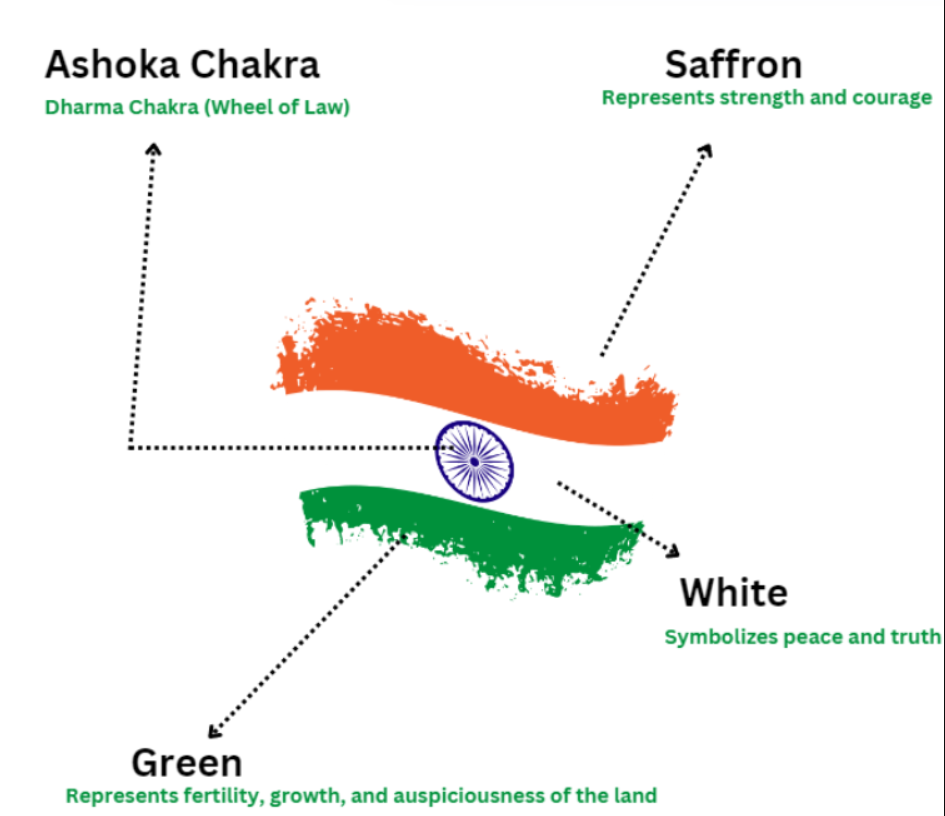 Ashoka Chakra
Dharma Chakra (Wheel of Law)
Saffron
Represents strength and courage
White
Symbolizes peace and truth
Green
Represents fertility, growth, and auspiciousness of the land